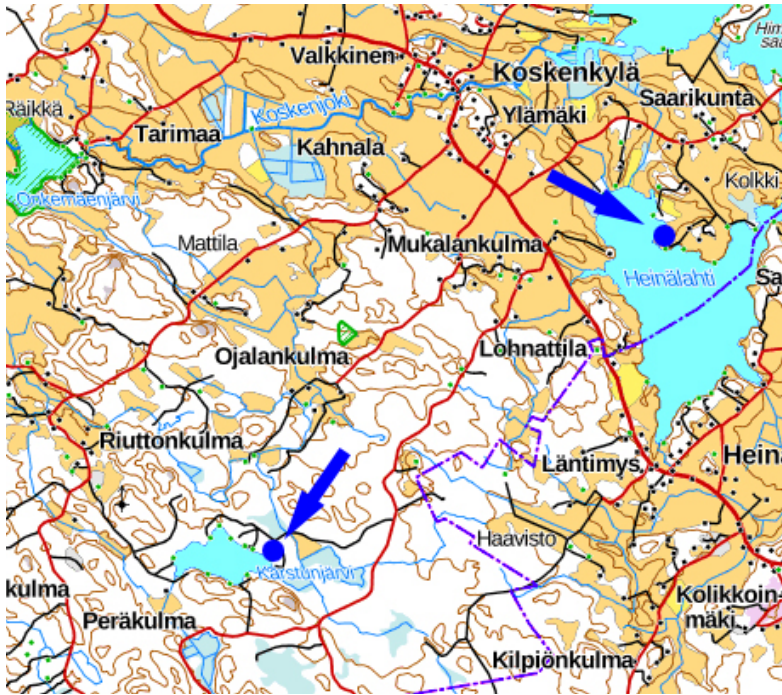 Valkkinen
Koskenkylä
Saarikunta
Räikkä
Koskenjoki
Ylämäki
Tarimaa
Kahnala
Kolkki
Onkemäenjärvi
Mattila
Mukalankulma
Heinälahti
Ojalankulma
Lohnattila
Riuttonkulma
Läntimys
Haavisto
Kärstunjärvi
kulma
Peräkulma
Kolikkoin-
mäki
Kilpiönkulma